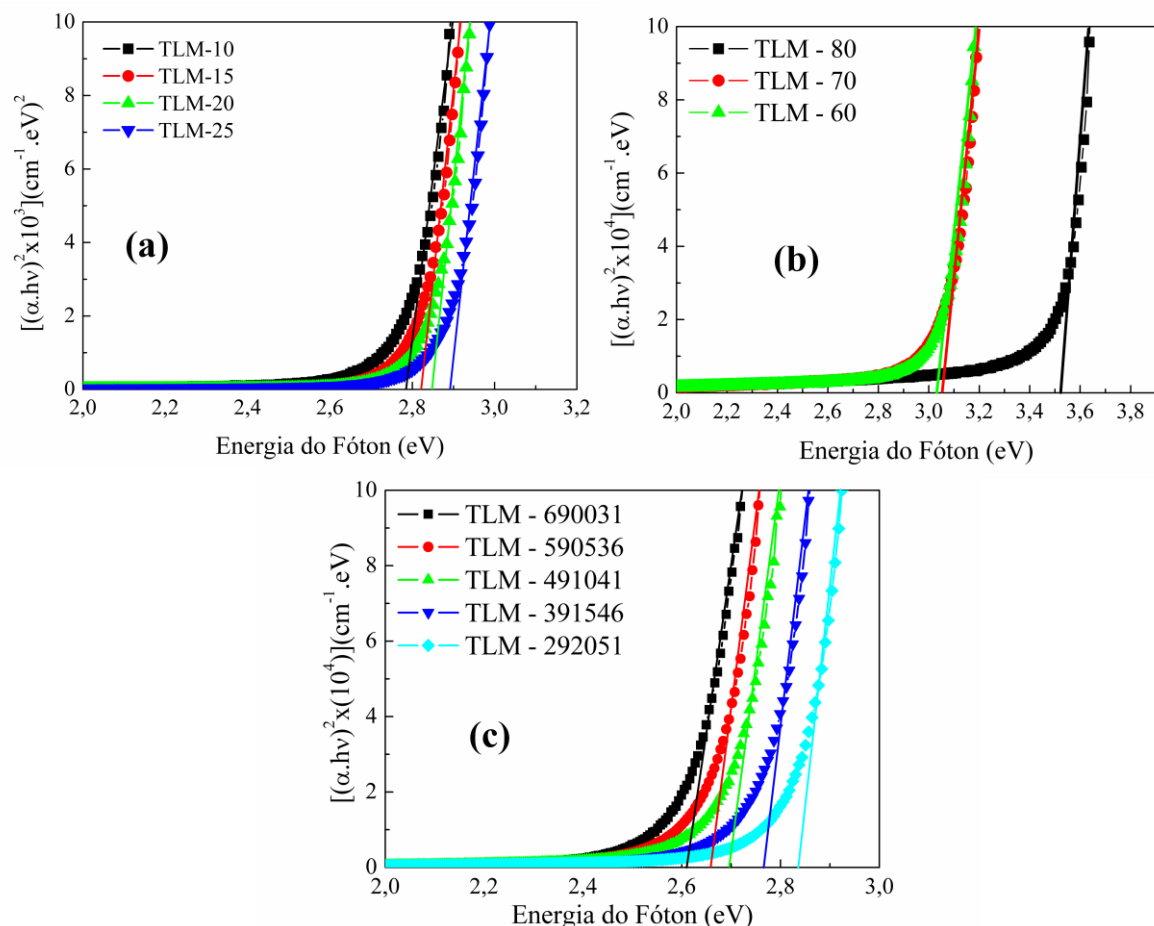 [(α.hν)²x10³](cm⁻¹.eV)²
10
8
6
4
2
0
TLM-10
TLM-15
TLM-20
TLM-25
(a)
2,0 2,2 2,4 2,6 2,8 3,0 3,2
Energia do Fóton (eV)
[(α.hν)²x10⁴](cm⁻¹.eV)
10
8
6
4
2
0
TLM - 80
TLM - 70
TLM - 60
(b)
2,0 2,2 2,4 2,6 2,8 3,0 3,2 3,4 3,6 3,8
Energia do Fóton (eV)
[(α.hν)²x(10⁴)](cm⁻¹.eV)
10
8
6
4
2
0
TLM - 690031
TLM - 590536
TLM - 491041
TLM - 391546
TLM - 292051
(c)
2,0 2,2 2,4 2,6 2,8 3,0
Energia do Fóton (eV)